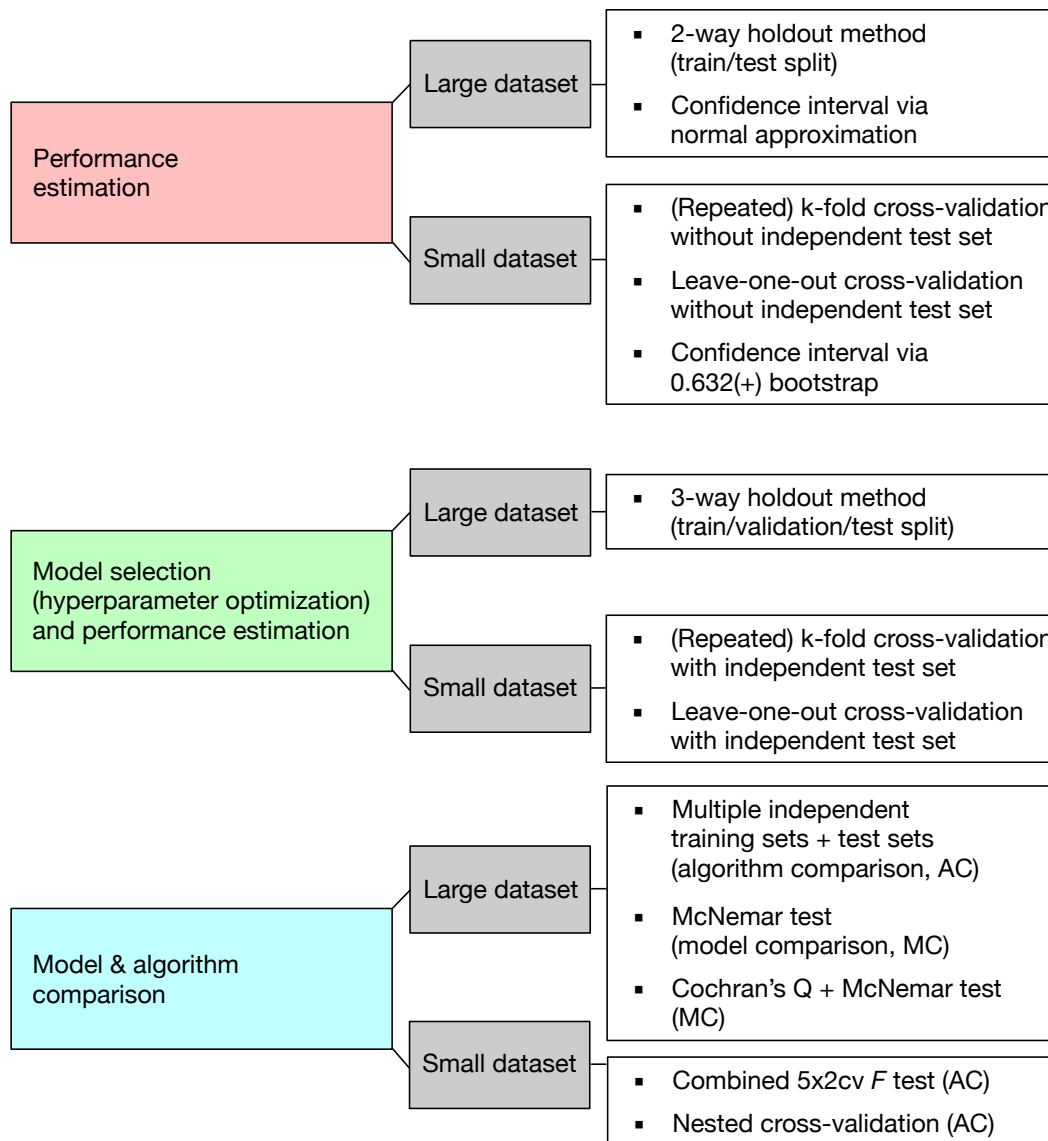 Performance
estimation
Large dataset
▪ 2-way holdout method
(train/test split)
▪ Confidence interval via
normal approximation
Small dataset
▪ (Repeated) k-fold cross-validation
without independent test set
▪ Leave-one-out cross-validation
without independent test set
▪ Confidence interval via
0.632(+) bootstrap
Model selection
(hyperparameter optimization)
and performance estimation
Large dataset
▪ 3-way holdout method
(train/validation/test split)
Small dataset
▪ (Repeated) k-fold cross-validation
with independent test set
▪ Leave-one-out cross-validation
with independent test set
Model & algorithm
comparison
Large dataset
▪ Multiple independent
training sets + test sets
(algorithm comparison, AC)
▪ McNemar test
(model comparison, MC)
▪ Cochran’s Q + McNemar test
(MC)
Small dataset
▪ Combined 5x2cv F test (AC)
▪ Nested cross-validation (AC)